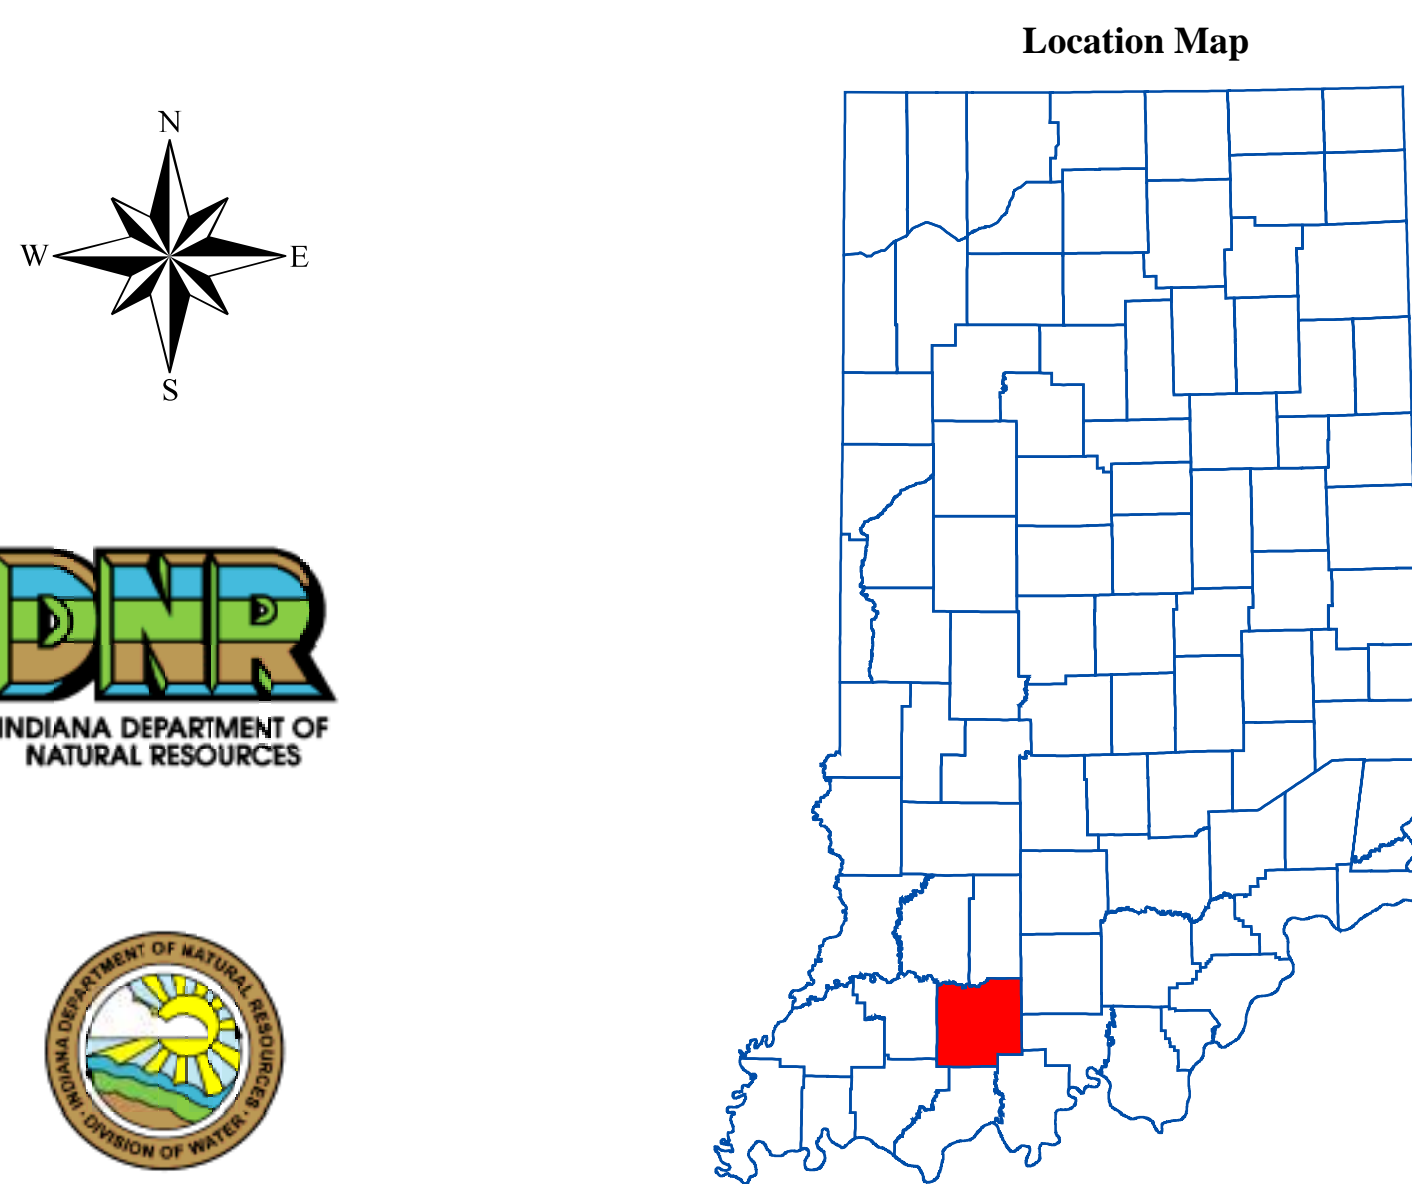 Location Map
N
W
E
S
DNR
INDIANA DEPARTMENT OF
NATURAL RESOURCES
INDIANA DEPARTMENT OF NATURAL RESOURCES
DIVISION OF WATER